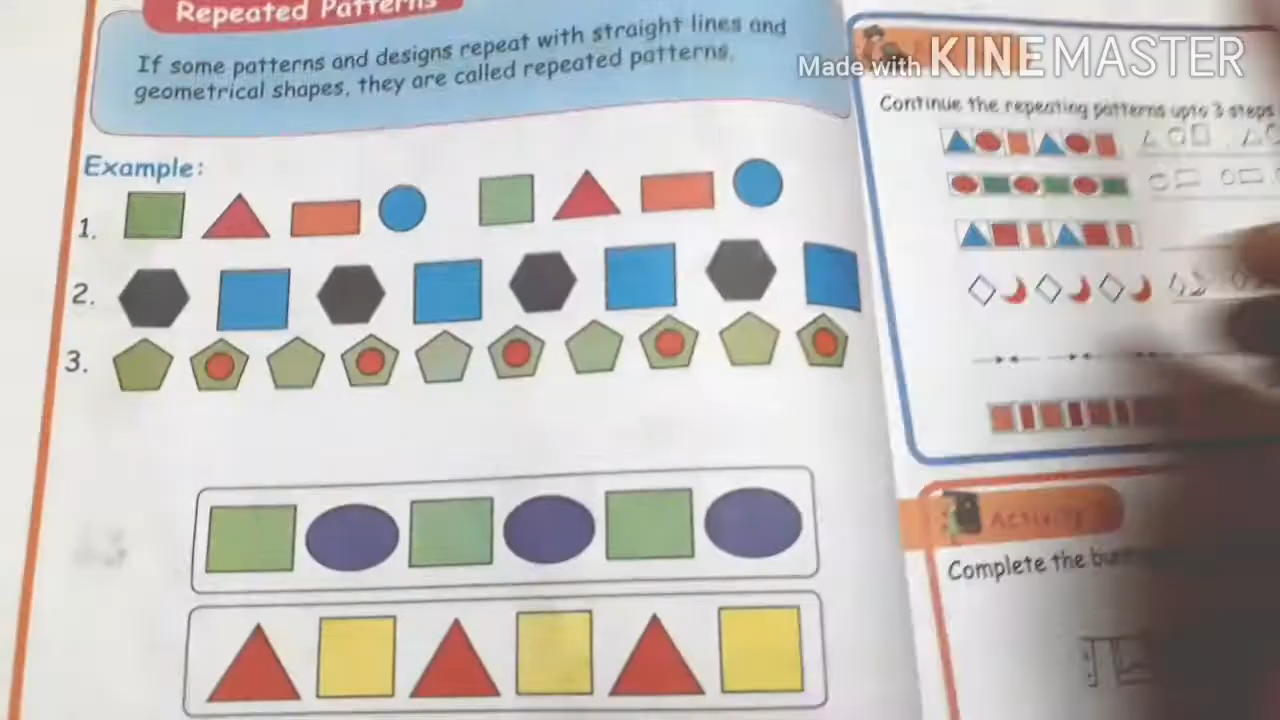 Repeated Patterns
If some patterns and designs repeat with straight lines and
geometrical shapes, they are called repeated patterns.
Example:
1.
2.
3.
Made with KINEMASTER
Continue the repeating patterns upto 3 steps
Activity
Complete the